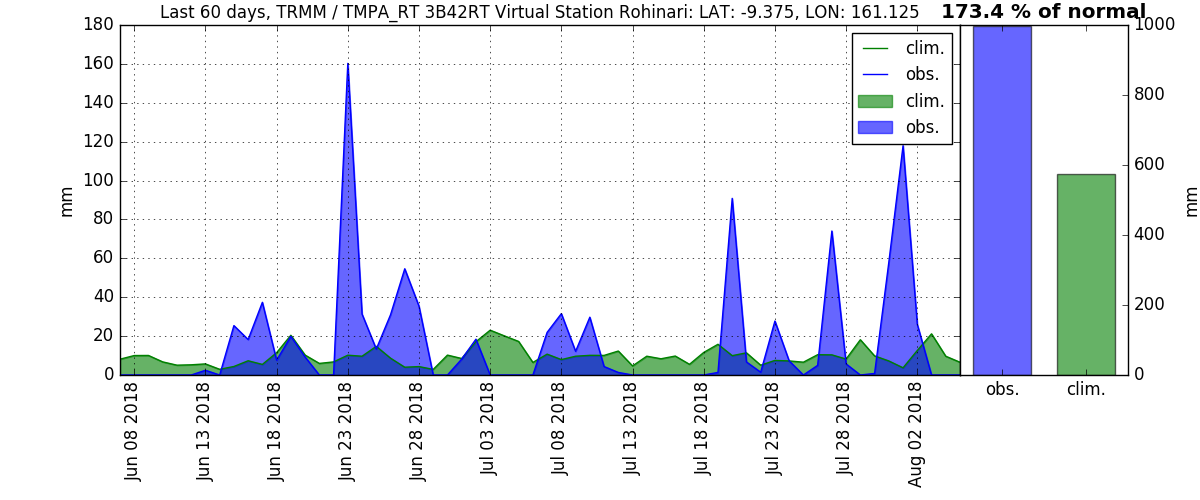 Last 60 days, TRMM / TMPA_RT 3B42RT Virtual Station Rohinari: LAT: -9.375, LON: 161.125
173.4 % of normal
mm
180
160
140
120
100
80
60
40
20
0
clim.
obs.
clim.
obs.
Jun 08 2018
Jun 13 2018
Jun 18 2018
Jun 23 2018
Jun 28 2018
Jul 03 2018
Jul 08 2018
Jul 13 2018
Jul 18 2018
Jul 23 2018
Jul 28 2018
Aug 02 2018
1000
800
600
400
200
0
mm
obs.
clim.